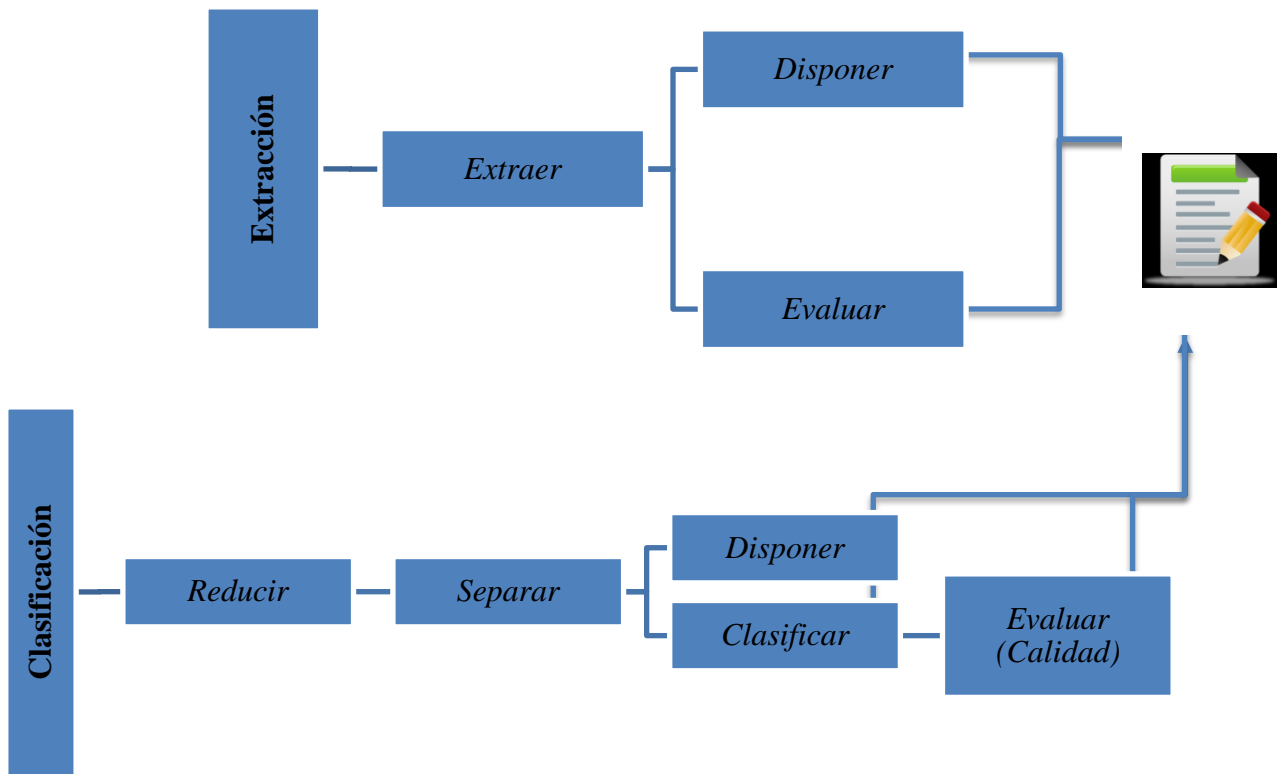 Extracción
Extraer
Disponer
Evaluar
Clasificación
Reducir
Separar
Disponer
Clasificar
Evaluar
(Calidad)